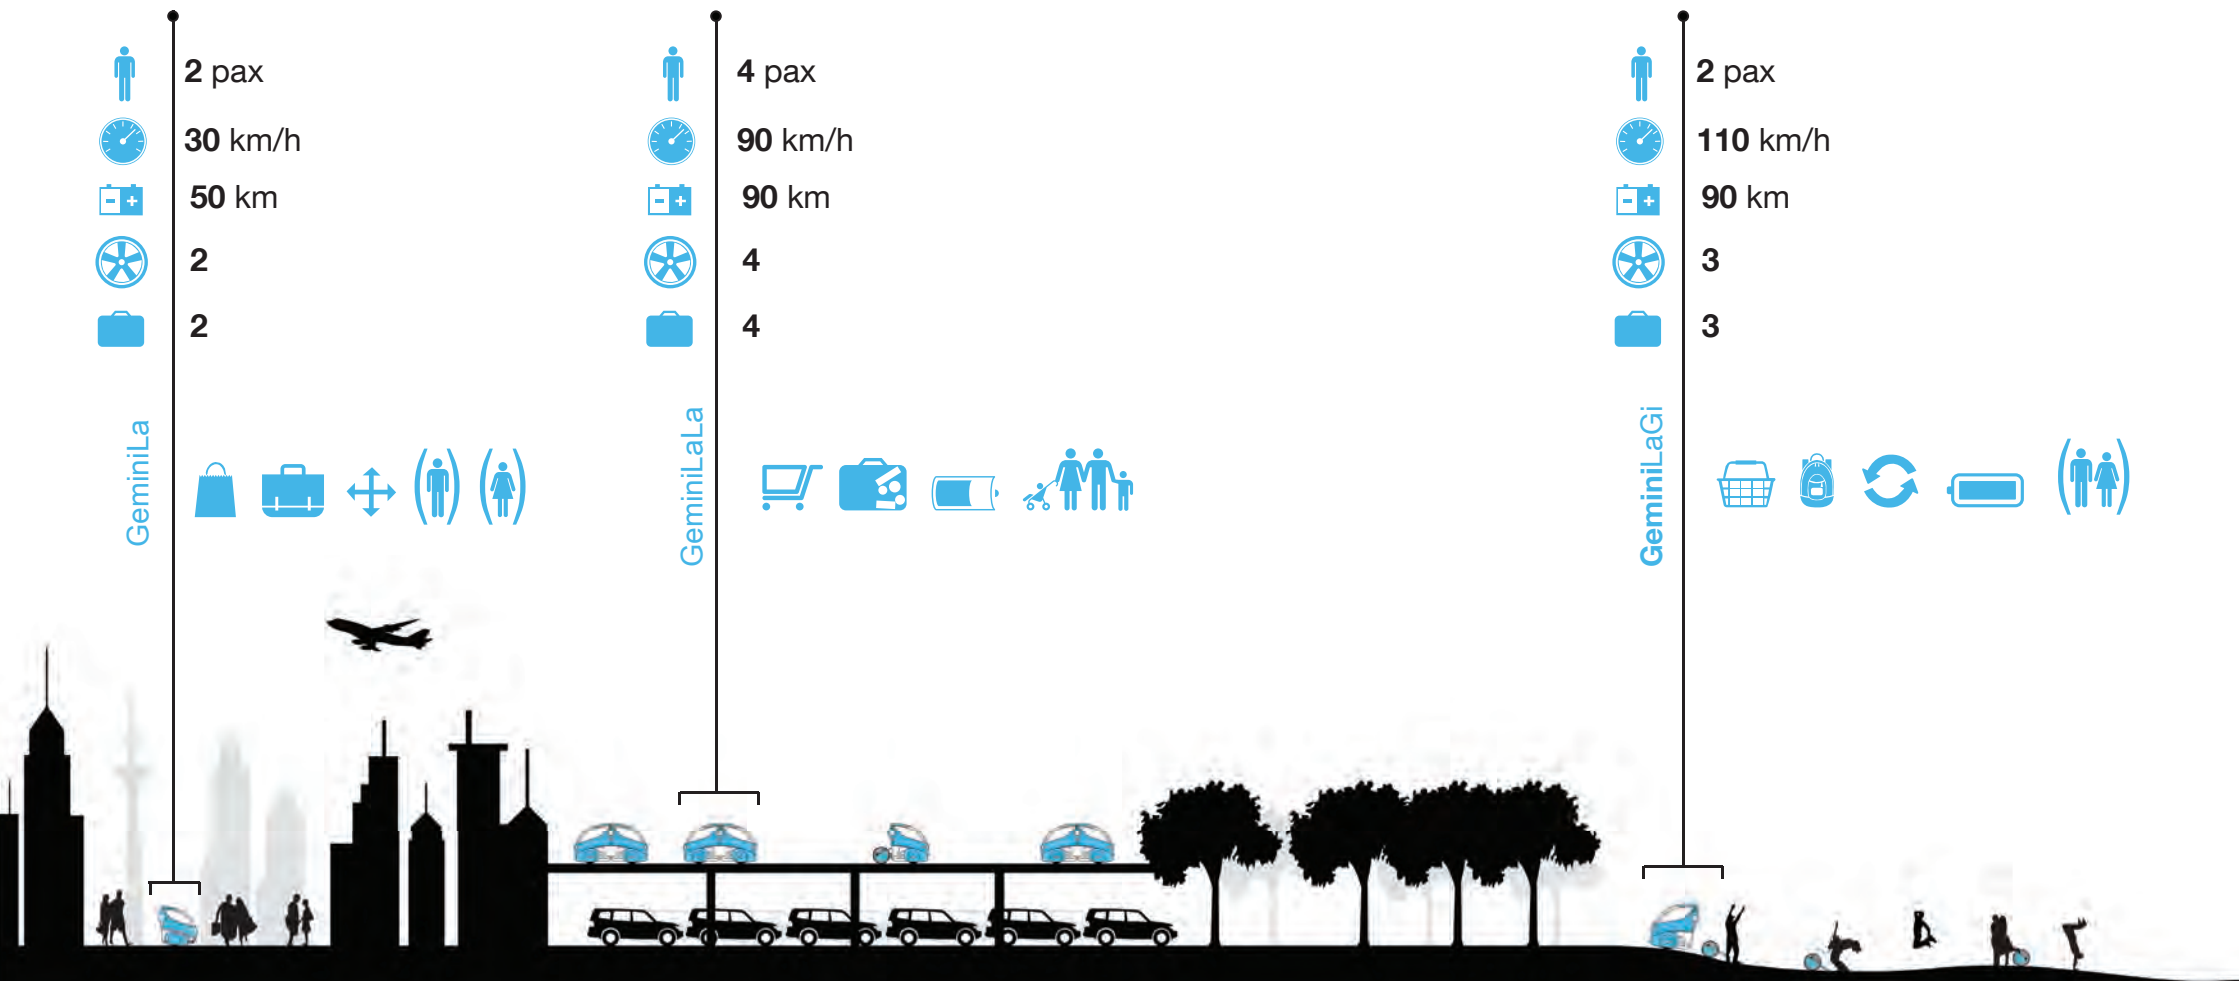 2 pax
30 km/h
50 km
2
2
GeminiLa
4 pax
90 km/h
90 km
4
4
GeminiLaLa
2 pax
110 km/h
90 km
3
3
GeminiLaGi